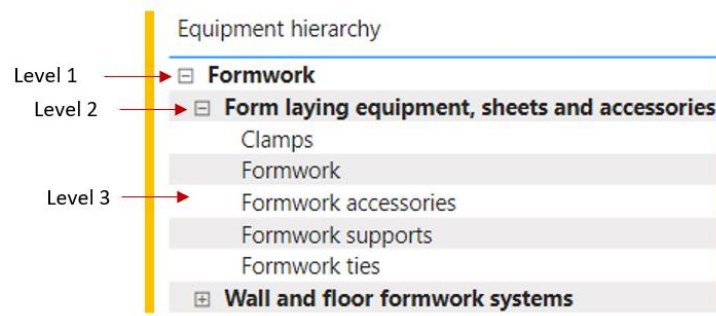 Equipment hierarchy
Level 1 Formwork
Level 2 Form laying equipment, sheets and accessories
Clamps
Formwork
Level 3 Formwork accessories
Formwork supports
Formwork ties
Wall and floor formwork systems